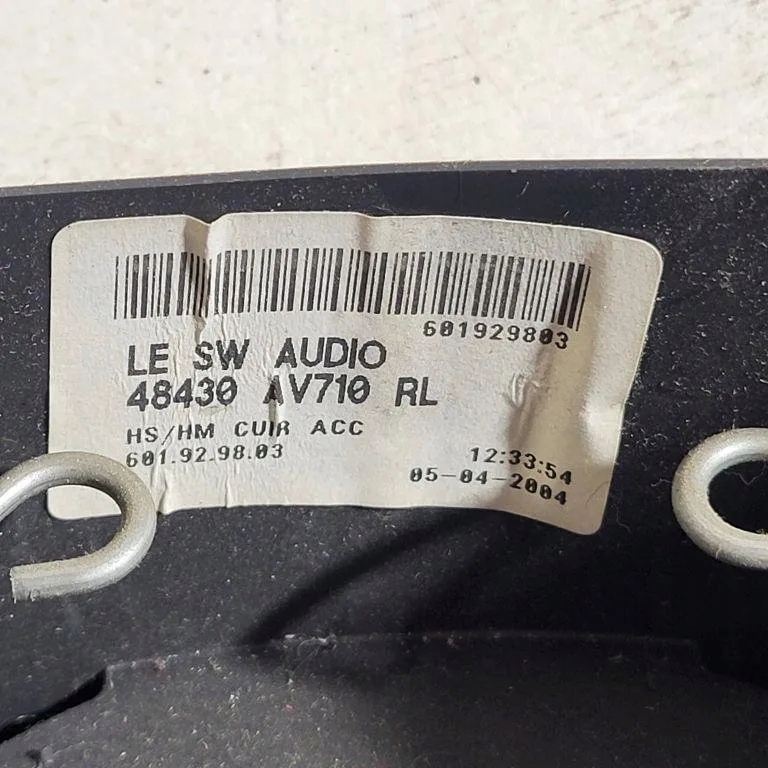 601929803
LE SW AUDIO
48430 AV710 RL
HS/HM CUIR ACC
601.92.98.03
12:33:54
05-04-2004